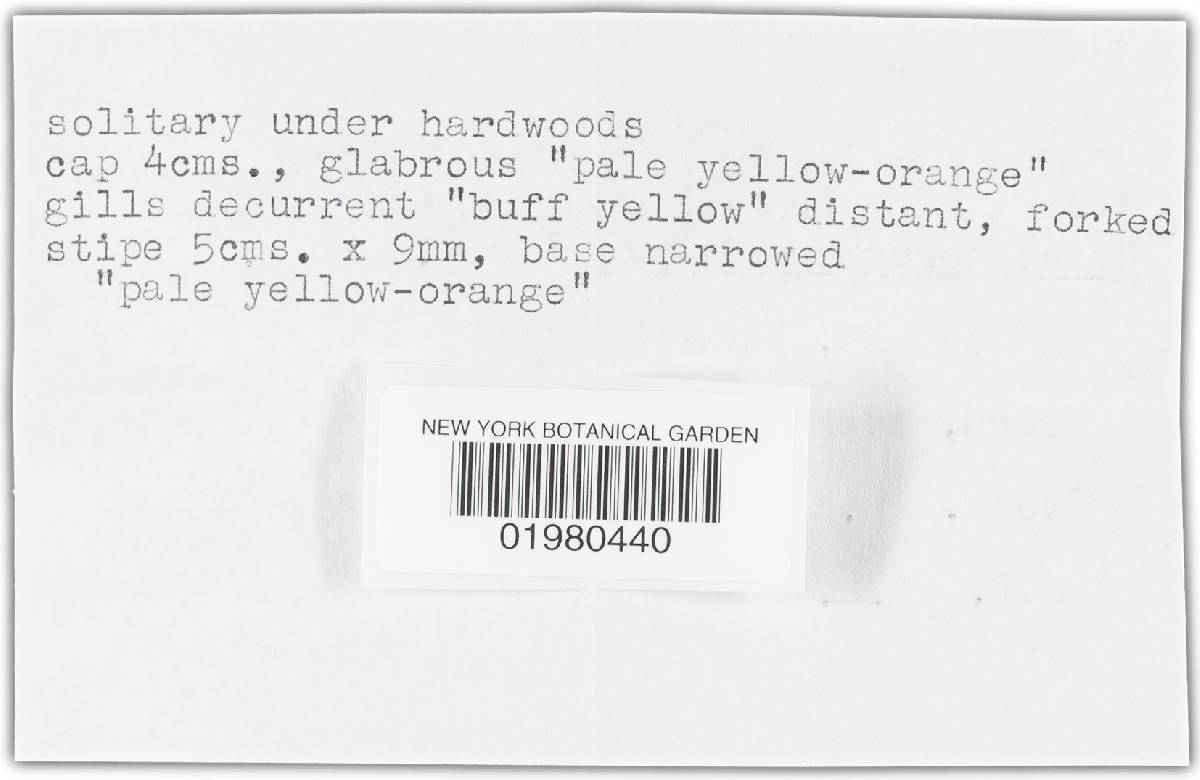 solitary under hardwoods
cap 4cms., glabrous "pale yellow-orange"
gills decurrent "buff yellow" distant, forked
stipe 5cms. x 9mm, base narrowed
"pale yellow-orange"
NEW YORK BOTANICAL GARDEN
01980440